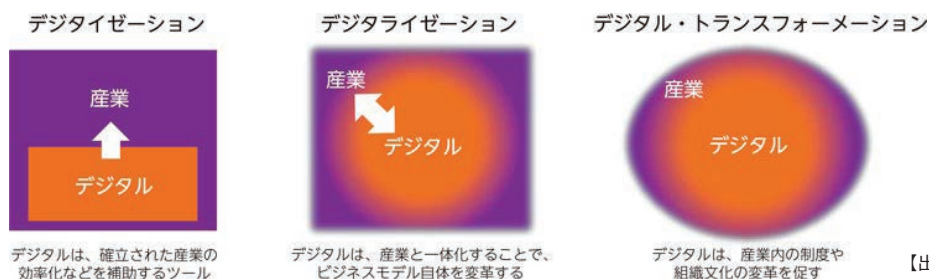 デジタイゼーション
産業
デジタル
デジタルは、確立された産業の
効率化などを補助するツール
デジタライゼーション
産業
デジタル
デジタルは、産業と一体化することで、
ビジネスモデル自体を変革する
デジタル・トランスフォーメーション
産業
デジタル
デジタルは、産業内の制度や
組織文化の変革を促す
【出